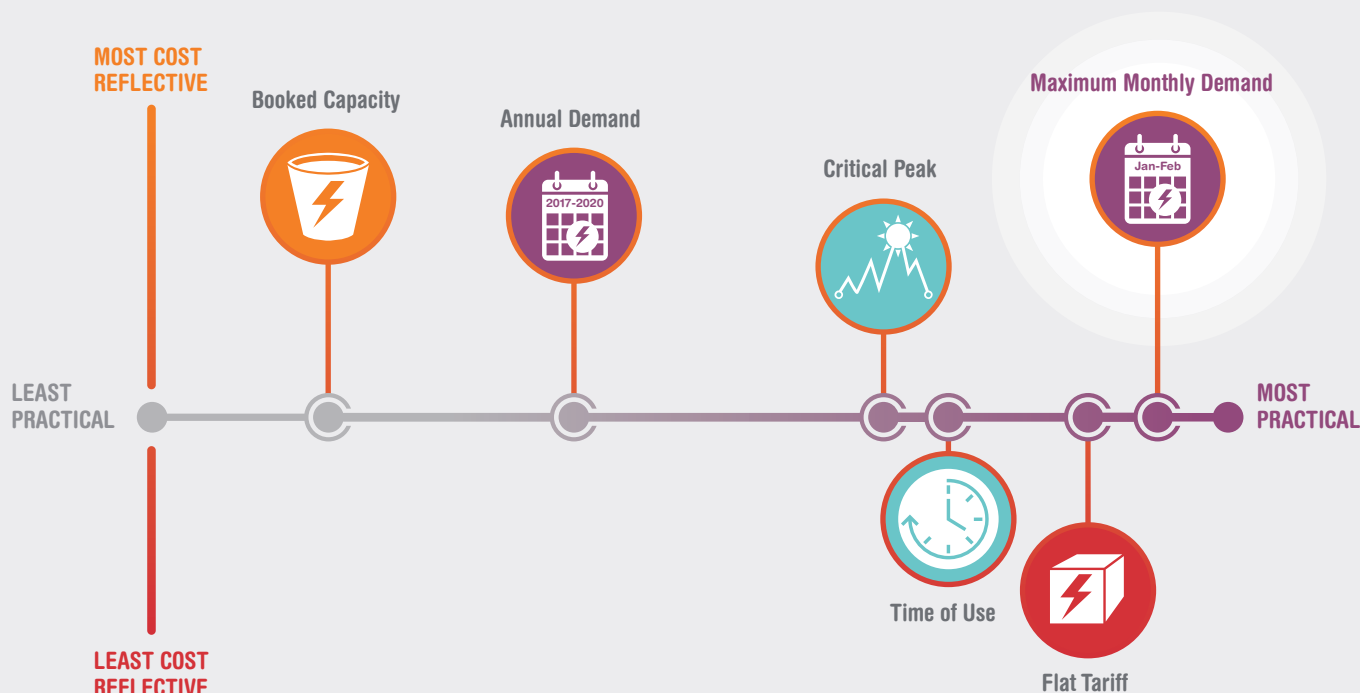 MOST COST
REFLECTIVE
Booked Capacity
Annual Demand
2017-2020
Critical Peak
Maximum Monthly Demand
Jan-Feb
LEAST
PRACTICAL
MOST
PRACTICAL
Time of Use
Flat Tariff
LEAST COST
REFLECTIVE